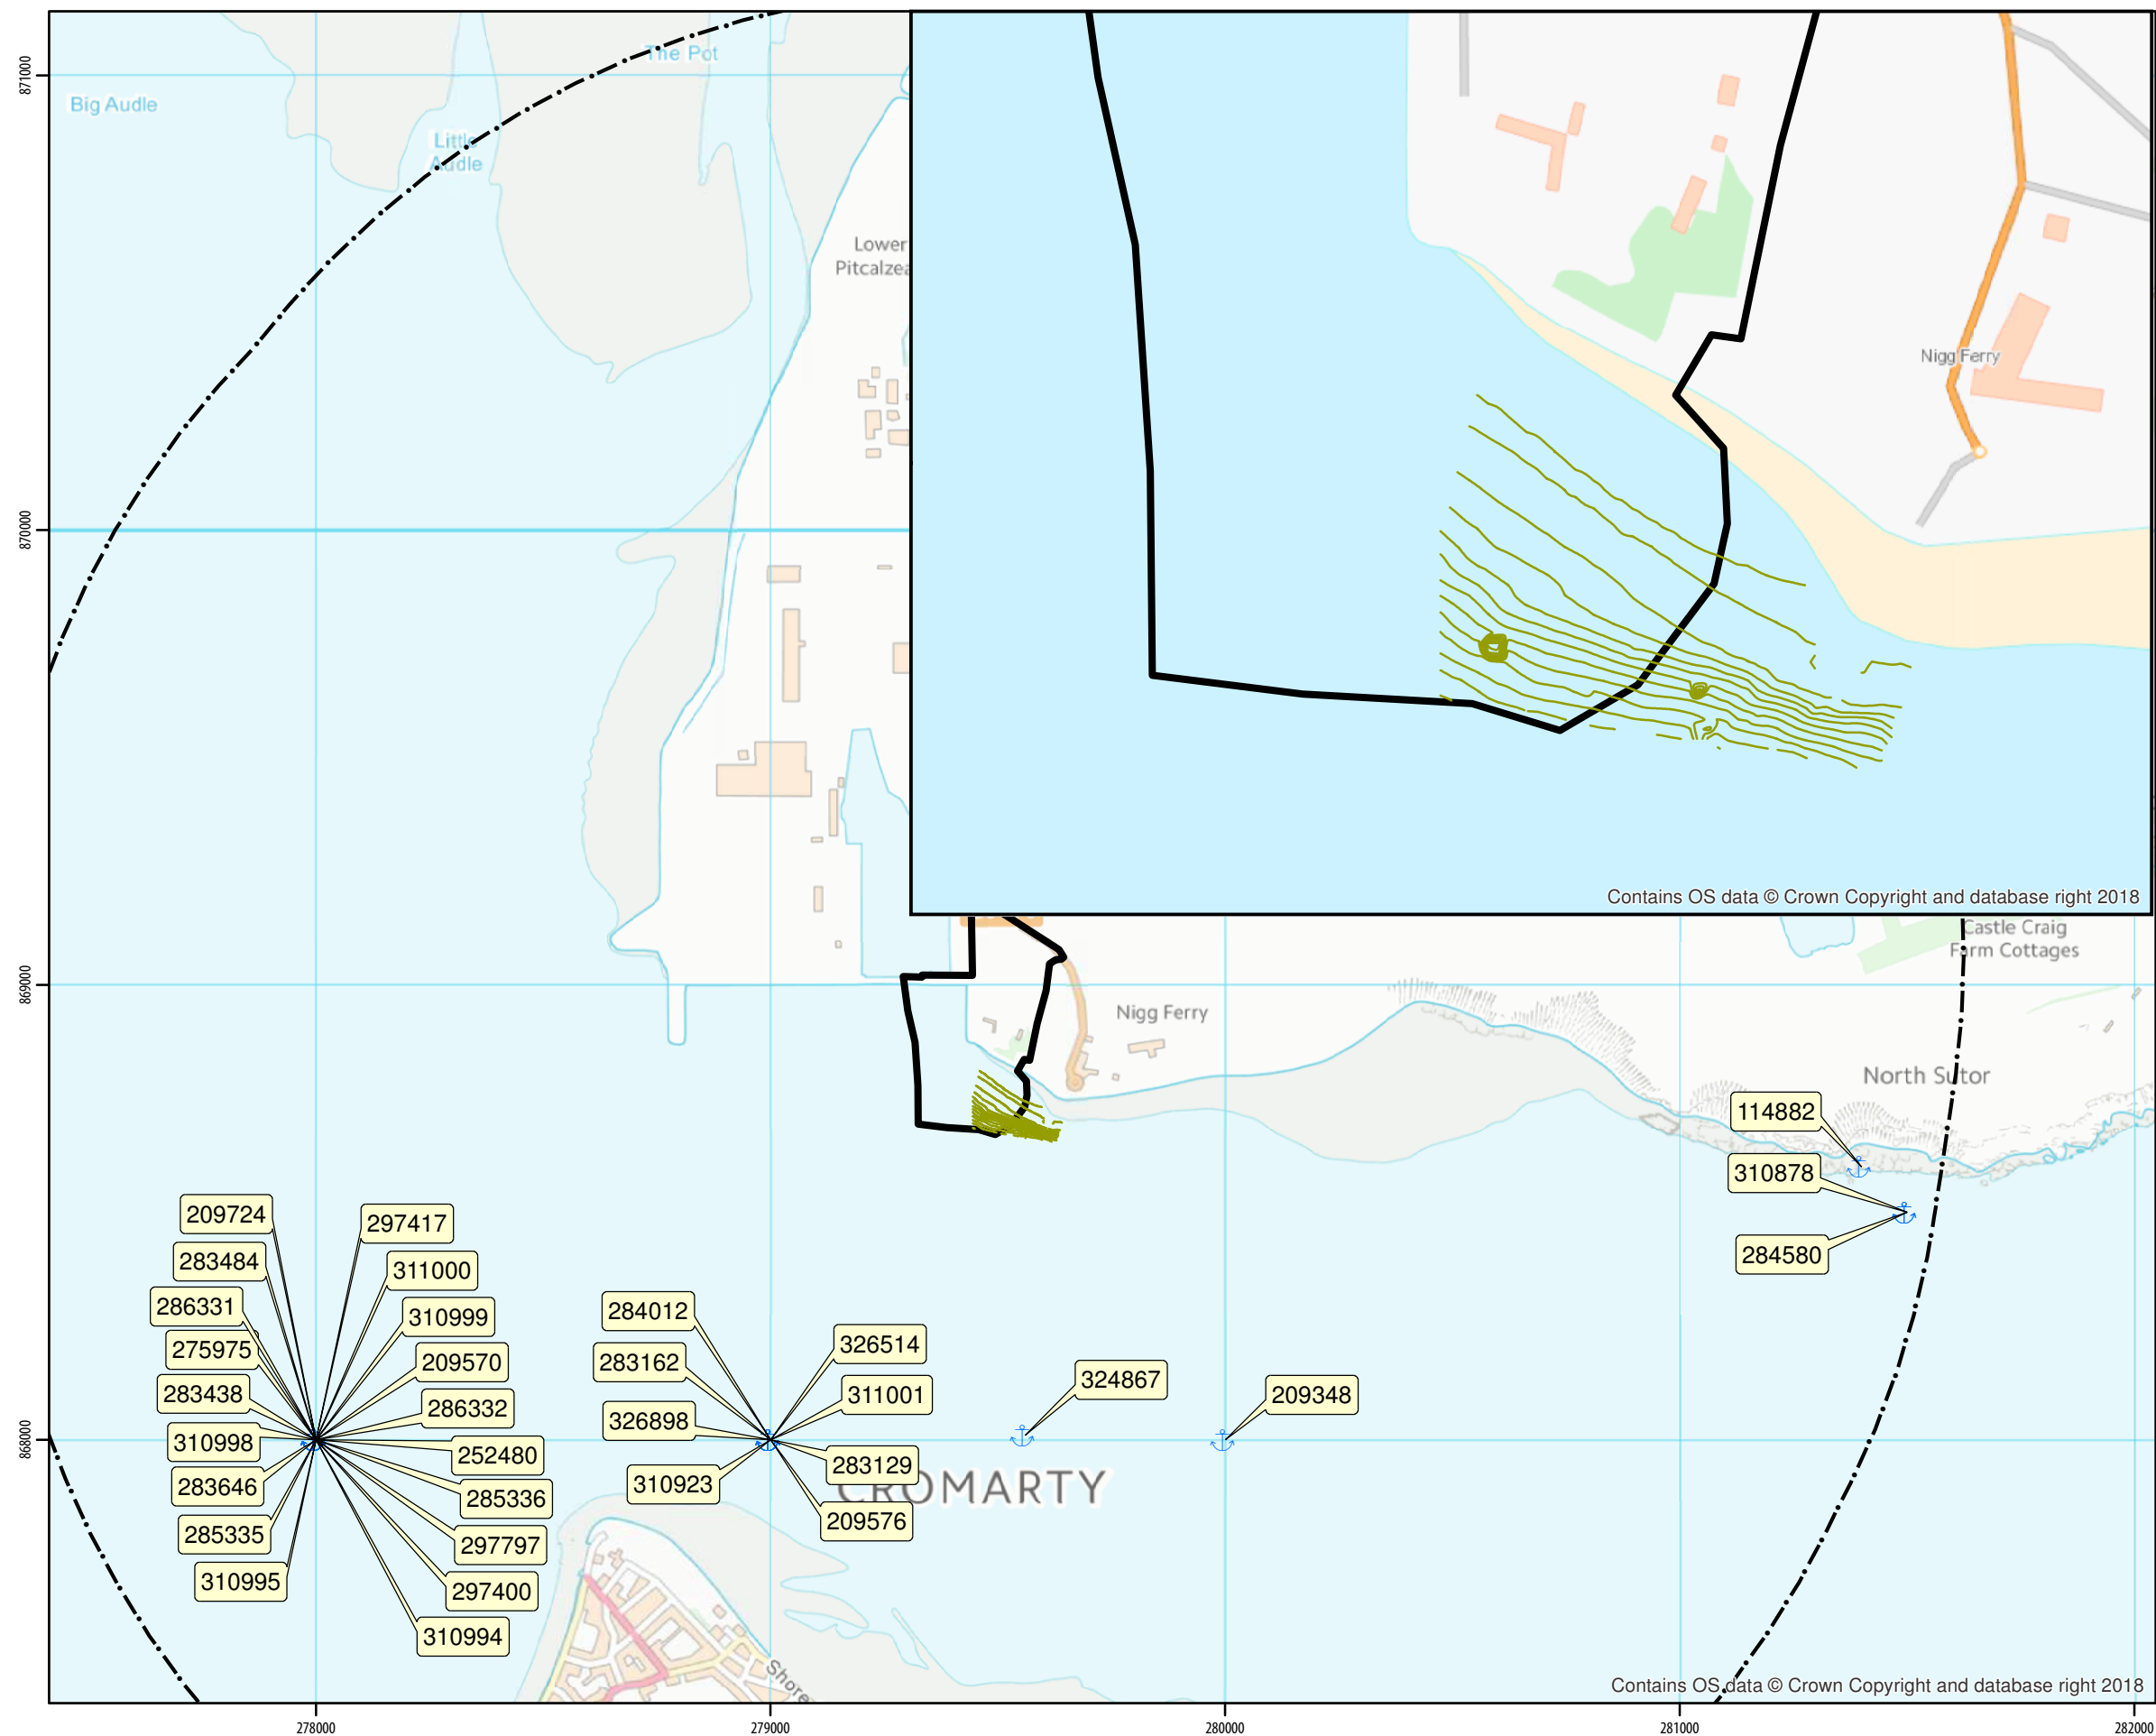 871000
870000
869000
868000
278000
279000
280000
281000
282000
The Pot
Big Audle
Little
Audle
Lower
Nigg Ferry
Contains OS data © Crown Copyright and database right 2018
Castle Craig
Farm Cottages
Nigg Ferry
North Sutor
114882
310878
284580
209724
297417
283484
311000
286331
310999
275975
209570
283438
286332
310998
252480
283646
285336
285335
297797
310995
297400
310994
284012
326514
283162
311001
326898
283129
310923
209576
324867
209348
CROMARTY
Shore
Contains OS data © Crown Copyright and database right 2018